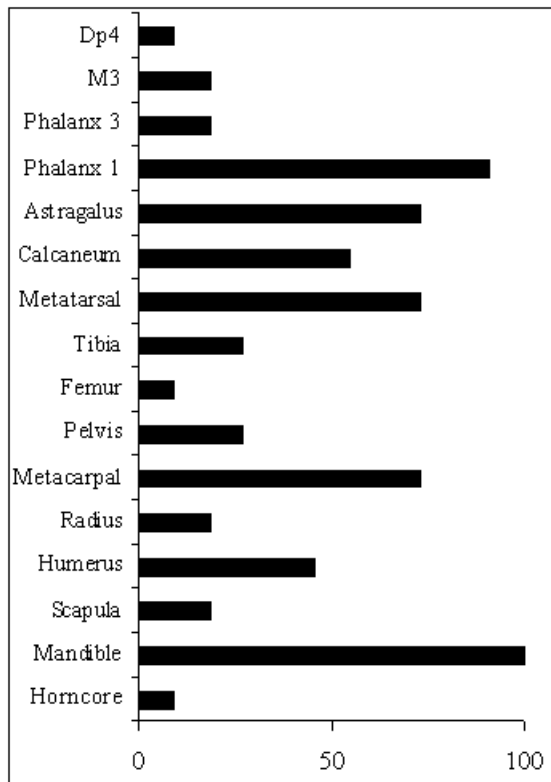 Dp4
M3
Phalanx 3
Phalanx 1
Astragalus
Calcaneum
Metatarsal
Tibia
Femur
Pelvis
Metacarpal
Radius
Humerus
Scapula
Mandible
Horncore
0 50 100